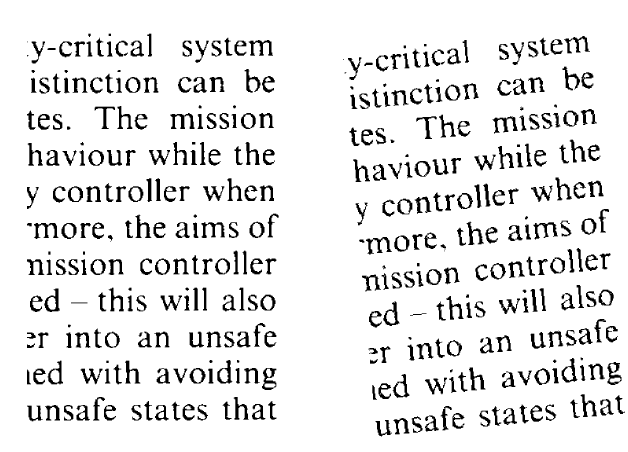 y-critical system
istinction can be
tes. The mission
haviour while the
y controller when
more, the aims of
nission controller
ed – this will also
er into an unsafe
ned with avoiding
unsafe states that
y-critical system
istinction can be
tes. The mission
haviour while the
y controller when
more, the aims of
nission controller
ed – this will also
er into an unsafe
ned with avoiding
unsafe states that